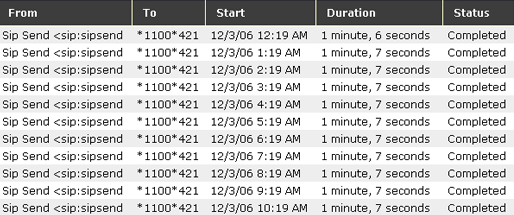 From To Start Duration Status
Sip Send <sip:sipsend *1100*421 12/3/06 12:19 AM 1 minute, 6 seconds Completed
Sip Send <sip:sipsend *1100*421 12/3/06 1:19 AM 1 minute, 7 seconds Completed
Sip Send <sip:sipsend *1100*421 12/3/06 2:19 AM 1 minute, 7 seconds Completed
Sip Send <sip:sipsend *1100*421 12/3/06 3:19 AM 1 minute, 7 seconds Completed
Sip Send <sip:sipsend *1100*421 12/3/06 4:19 AM 1 minute, 7 seconds Completed
Sip Send <sip:sipsend *1100*421 12/3/06 5:19 AM 1 minute, 7 seconds Completed
Sip Send <sip:sipsend *1100*421 12/3/06 6:19 AM 1 minute, 7 seconds Completed
Sip Send <sip:sipsend *1100*421 12/3/06 7:19 AM 1 minute, 7 seconds Completed
Sip Send <sip:sipsend *1100*421 12/3/06 8:19 AM 1 minute, 7 seconds Completed
Sip Send <sip:sipsend *1100*421 12/3/06 9:19 AM 1 minute, 7 seconds Completed
Sip Send <sip:sipsend *1100*421 12/3/06 10:19 AM 1 minute, 7 seconds Completed